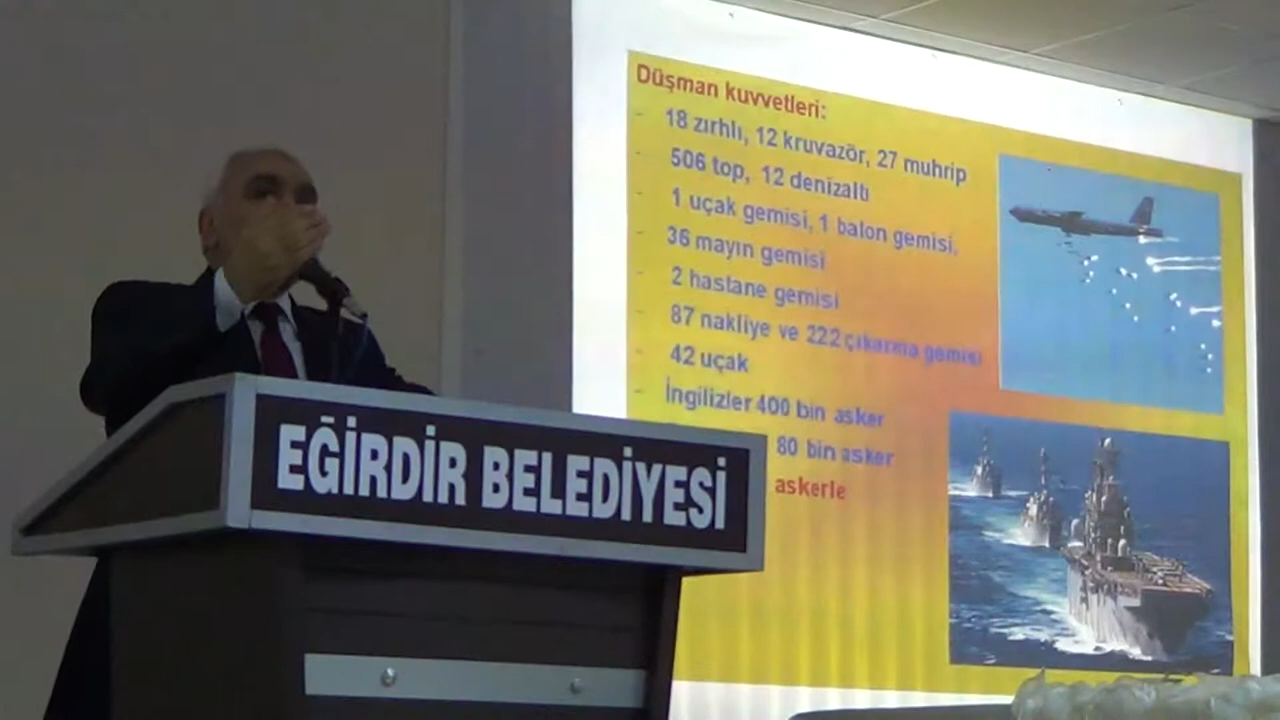 Düşman kuvvetleri:
- 18 zırhlı, 12 kruvazör, 27 muhrip
- 506 top, 12 denizaltı
- 1 uçak gemisi, 1 balon gemisi,
- 36 mayın gemisi
- 2 hastane gemisi
- 87 nakliye ve 222 çıkarma gemisi
- 42 uçak
- İngilizler 400 bin asker
80 bin asker
askerle
EĞİRDİR BELEDİYESİ